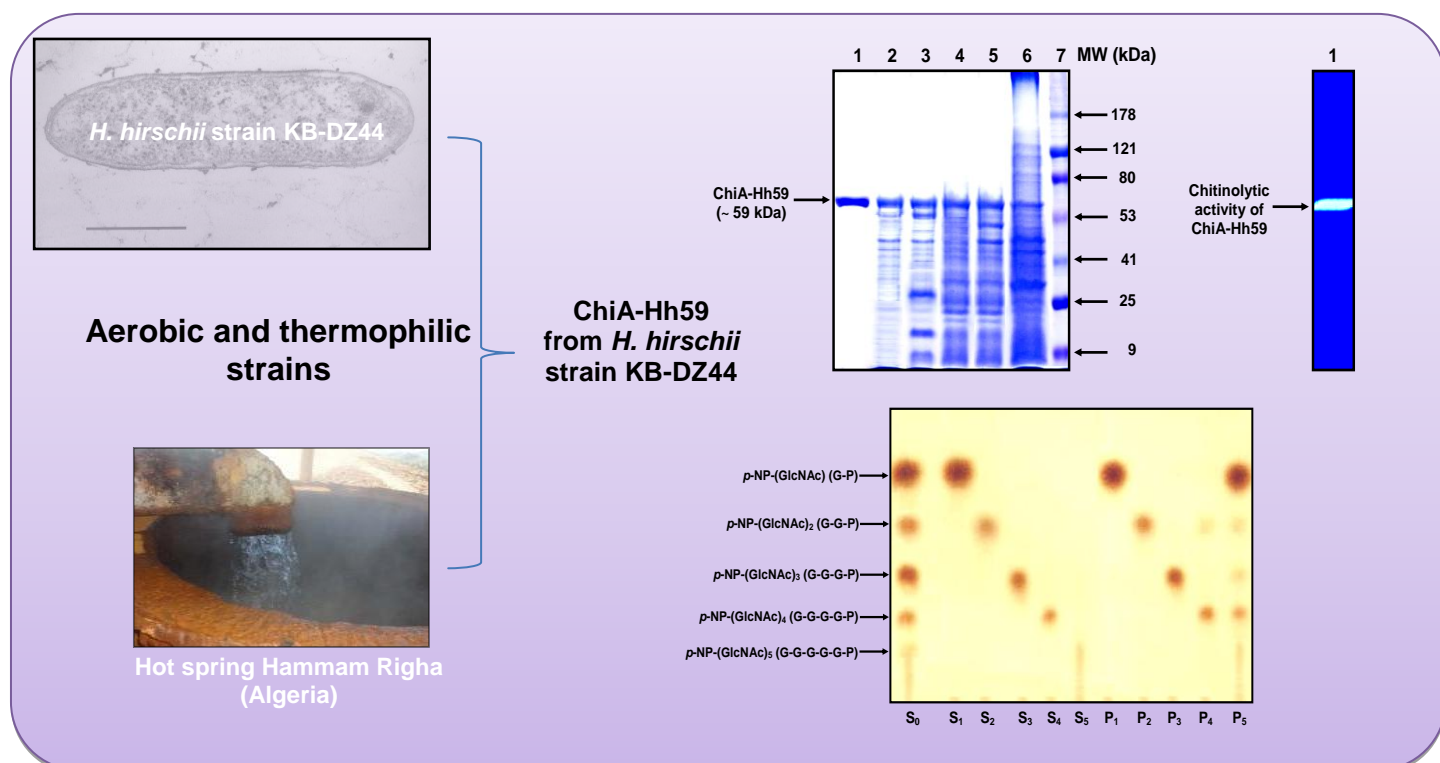 H. hirschii strain KB-DZ44
Aerobic and thermophilic
strains
Hot spring Hammam Righa
(Algeria)
ChiA-Hh59
from H. hirschii
strain KB-DZ44
1 2 3 4 5 6 7 MW (kDa)
178
121
80
53
41
25
9
ChiA-Hh59
(~ 59 kDa)
1
Chitinolytic
activity of
ChiA-Hh59
p-NP-(GlcNAc) (G-P)
p-NP-(GlcNAc)₂ (G-G-P)
p-NP-(GlcNAc)₃ (G-G-G-P)
p-NP-(GlcNAc)₄ (G-G-G-G-P)
p-NP-(GlcNAc)₅ (G-G-G-G-G-P)
S₀ S₁ S₂ S₃ S₄ S₅ P₁ P₂ P₃ P₄ P₅